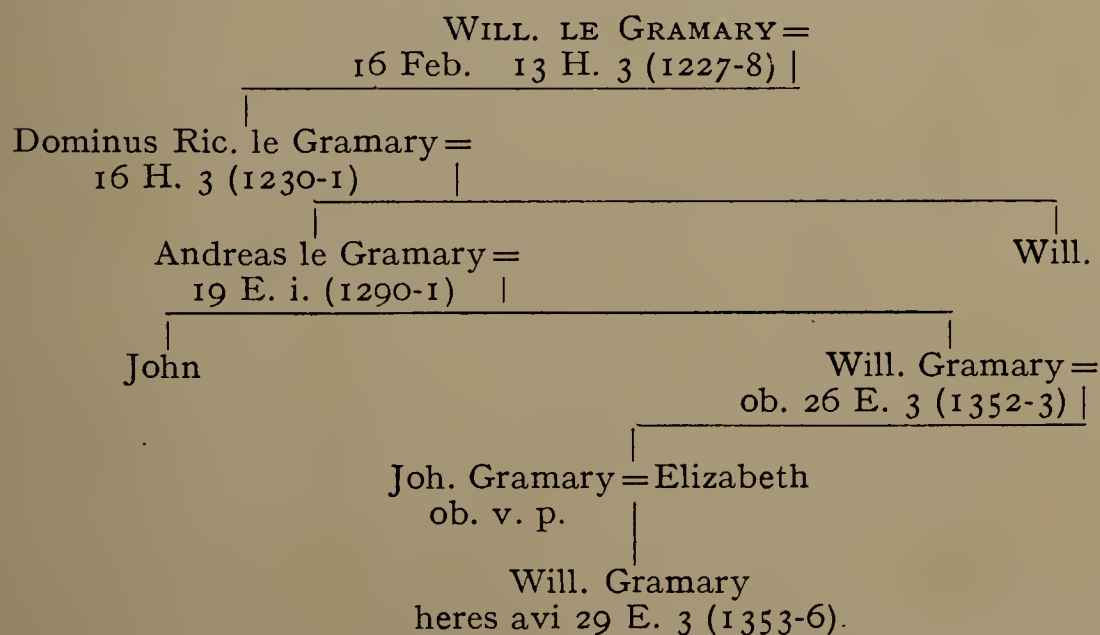 WILL. LE GRAMARY =
16 Feb. 13 H. 3 (1227-8)
Dominus Ric. le Gramary =
16 H. 3 (1230-1)
Andreas le Gramary =
Will.
19 E. i. (1290-1)
John
Will. Gramary =
ob. 26 E. 3 (1352-3)
Joh. Gramary = Elizabeth
ob. v. p.
Will. Gramary
heres avi 29 E. 3 (1353-6).